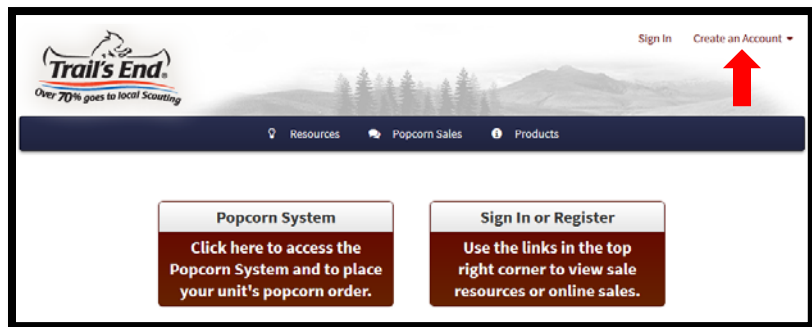 Sign In Create an Account
Trail's End®
Over 70% goes to local Scouting
Resources Popcorn Sales Products
Popcorn System
Click here to access the
Popcorn System and to place
your unit's popcorn order.
Sign In or Register
Use the links in the top
right corner to view sale
resources or online sales.